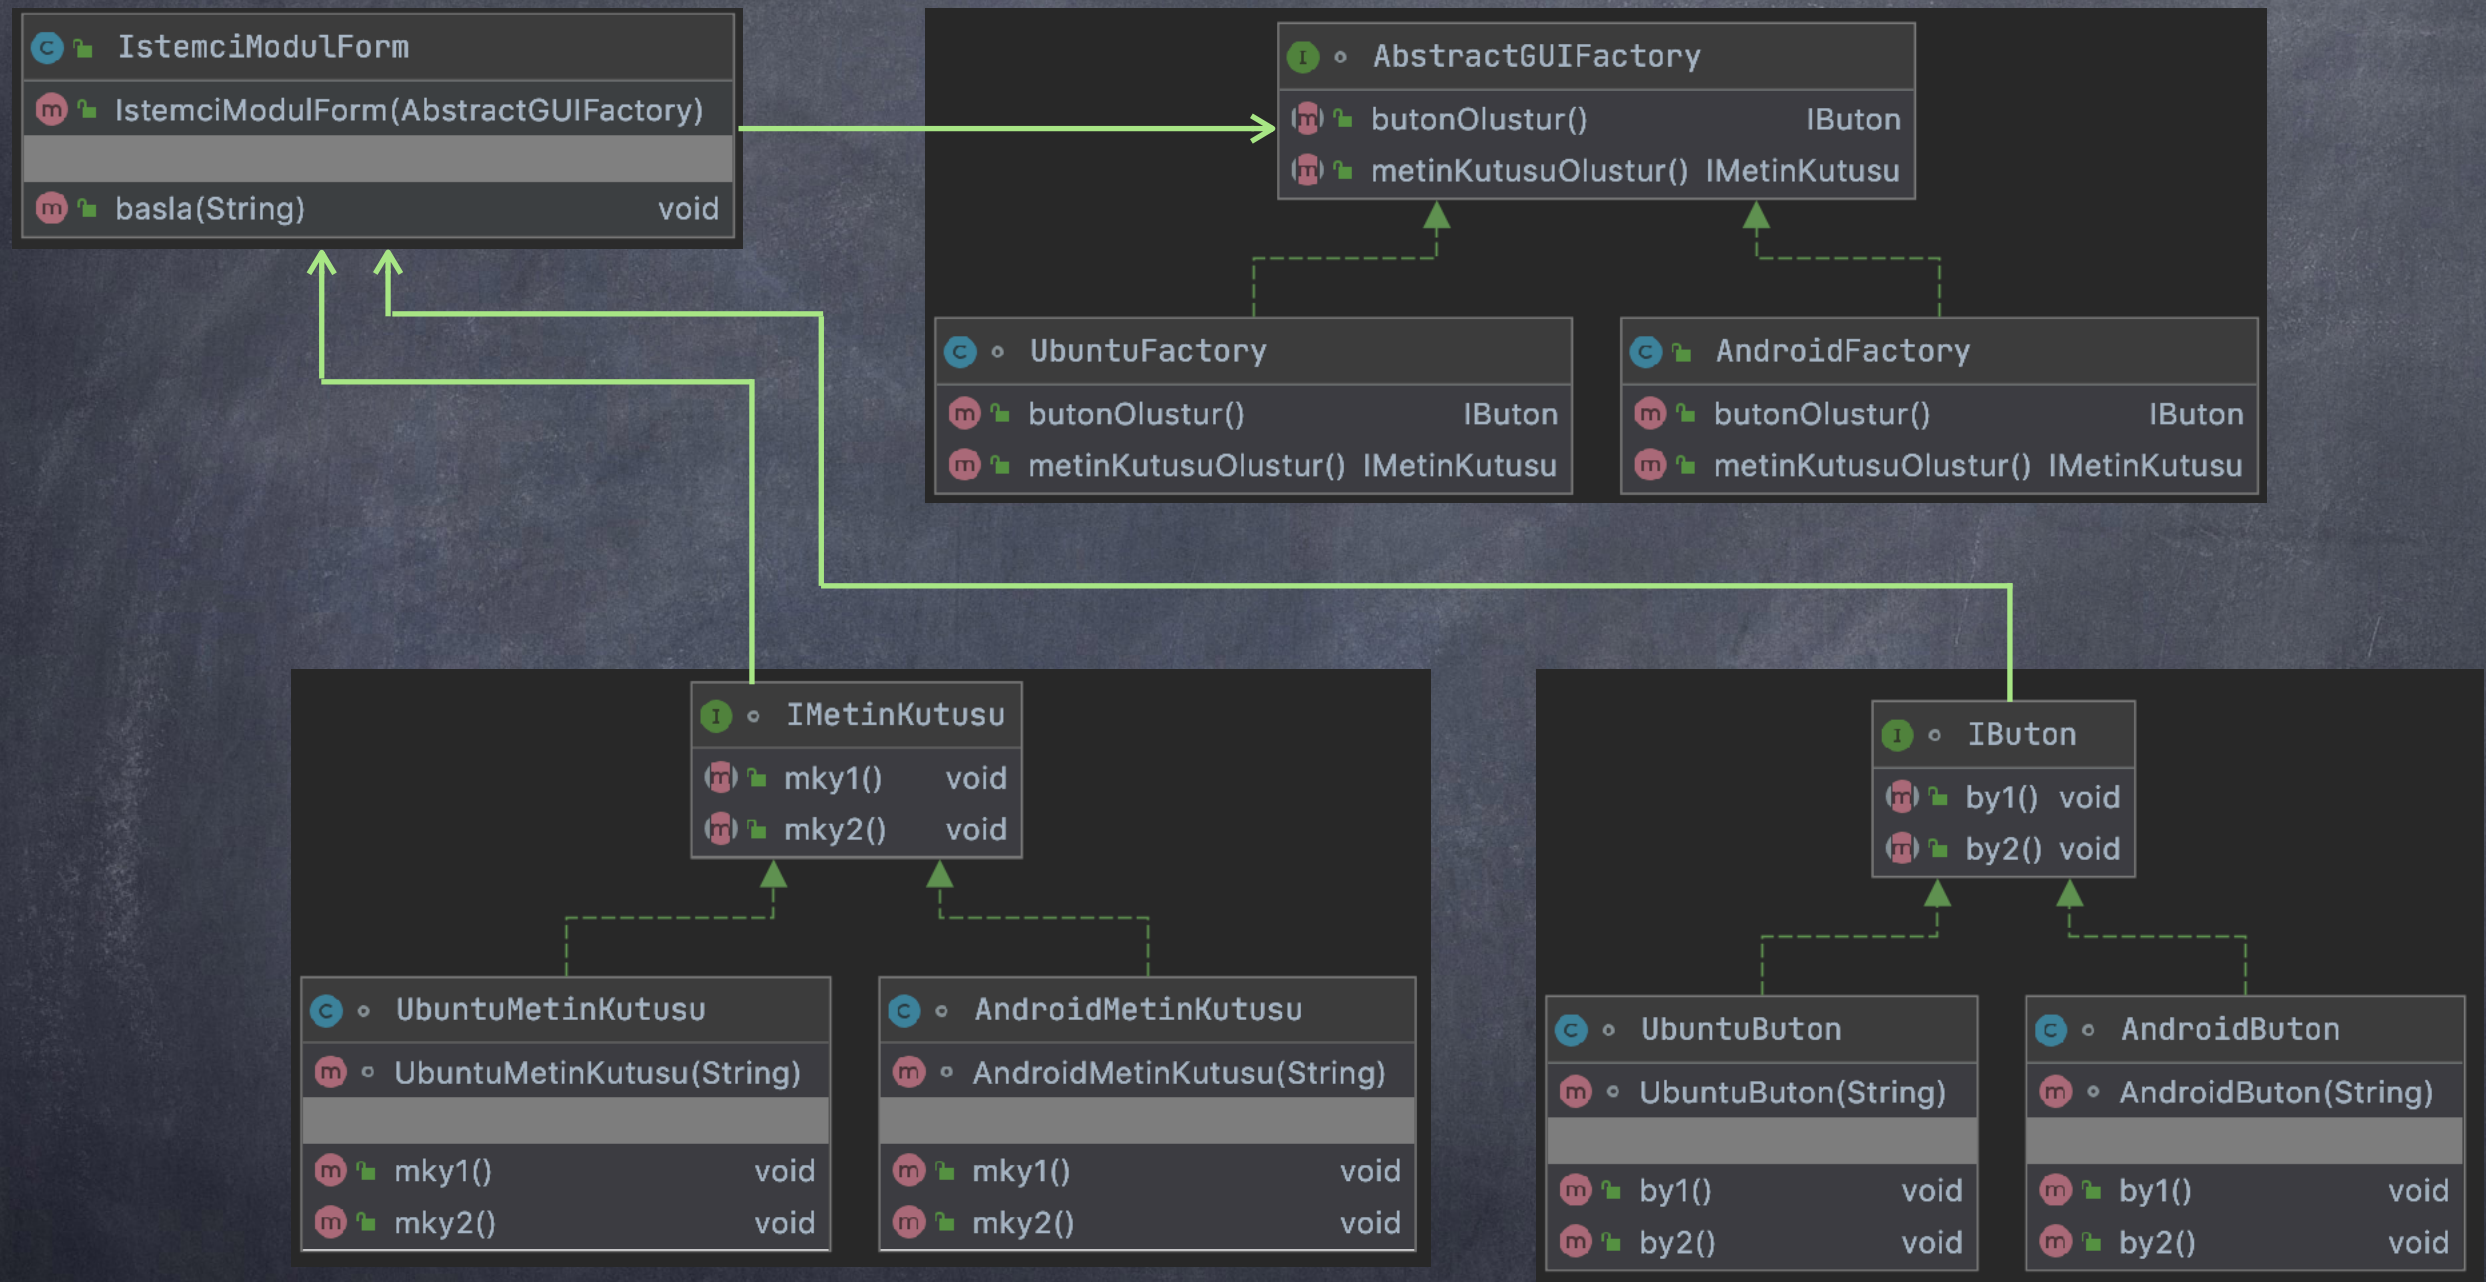 IstemciModulForm
IstemciModulForm(AbstractGUIFactory)
basla(String) void
AbstractGUIFactory
butonOlustur() IButon
metinKutusuOlustur() IMetinKutusu
UbuntuFactory
butonOlustur() IButon
metinKutusuOlustur() IMetinKutusu
AndroidFactory
butonOlustur() IButon
metinKutusuOlustur() IMetinKutusu
IMetinKutusu
mky1() void
mky2() void
UbuntuMetinKutusu
UbuntuMetinKutusu(String)
mky1() void
mky2() void
AndroidMetinKutusu
AndroidMetinKutusu(String)
mky1() void
mky2() void
IButon
by1() void
by2() void
UbuntuButon
UbuntuButon(String)
by1() void
by2() void
AndroidButon
AndroidButon(String)
by1() void
by2() void